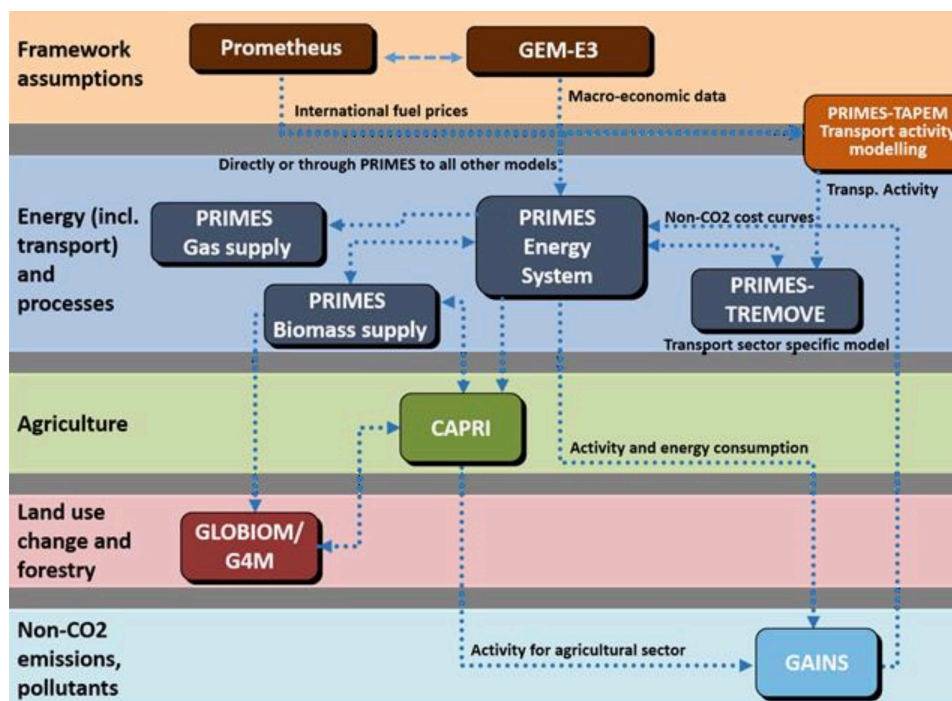 Framework
assumptions
Prometheus
GEM-E3
International fuel prices
Macro-economic data
PRIMES-TAPEM
Transport activity
modelling
Directly or through PRIMES to all other models
Transp. Activity
Energy (incl.
transport) and
processes
PRIMES
Gas supply
PRIMES
Energy
System
Non-CO2 cost curves
PRIMES
Biomass supply
PRIMES-
TREMOVE
Transport sector specific model
Agriculture
CAPRI
Activity and energy consumption
Land use
change and
forestry
GLOBIOM/
G4M
Non-CO2
emissions,
pollutants
Activity for agricultural sector
GAINS